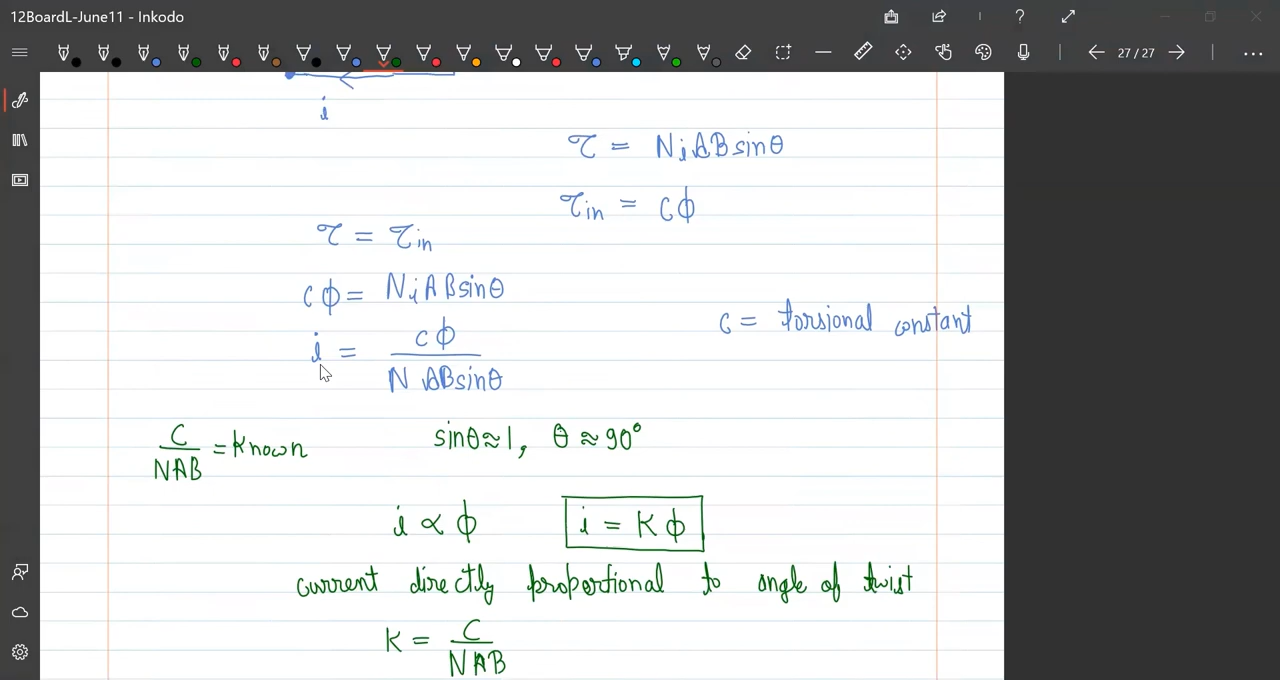 12BoardL-June11 - Inkodo
27/27
i
τ = NiABsinθ
τin = cϕ
τ = τin
cϕ = NiABsinθ
i = cϕ / N ABsinθ
c = torsional constant
C / NAB = known
sinθ ≈ 1, θ ≈ 90°
i ∝ ϕ
i = Kϕ
current directly proportional to angle of twist
K = C / NAB